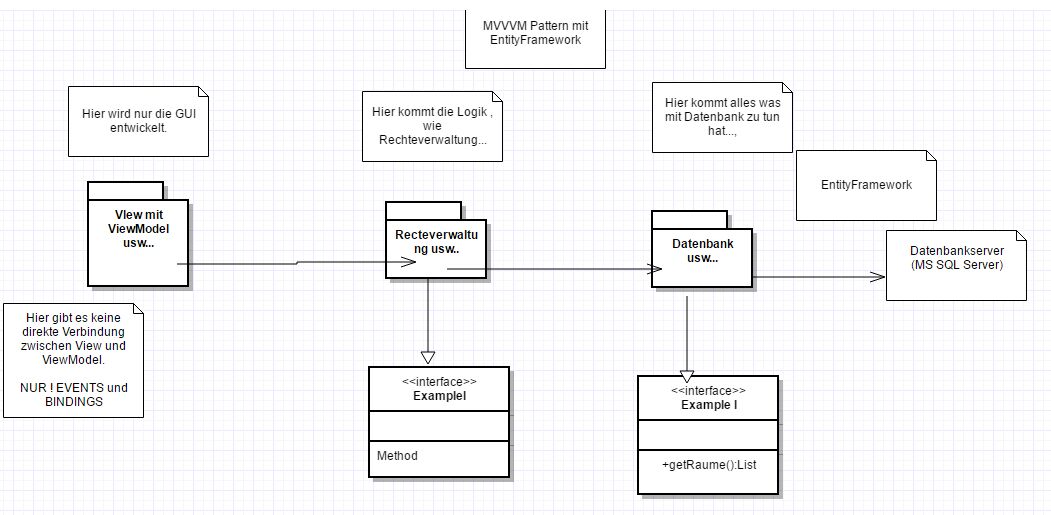 MVVVM Pattern mit
EntityFramework
Hier wird nur die GUI
entwickelt.
Hier kommt die Logik ,
wie
Rechteverwaltung...
Hier kommt alles was
mit Datenbank zu tun
hat...,
EntityFramework
VIew mit
ViewModel
usw...
Recteverwaltu
ng usw..
Datenbank
usw...
Datenbankserver
(MS SQL Server)
Hier gibt es keine
direkte Verbindung
zwischen View und
ViewModel.
NUR ! EVENTS und
BINDINGS
<<interface>>
ExampleI
Method
<<interface>>
Example I
+getRaume():List